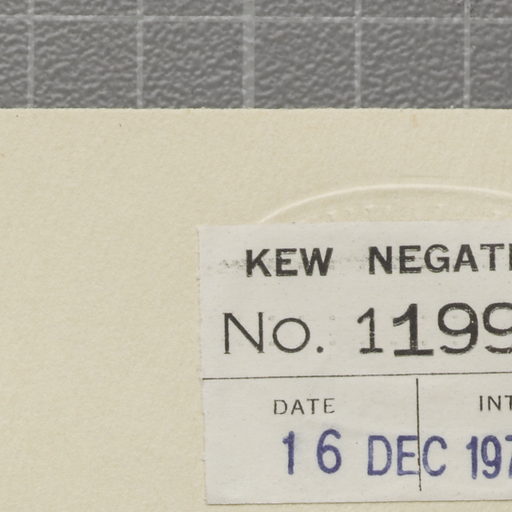 KEW NEGATI
No. 1199
DATE INT
16 DEC 197